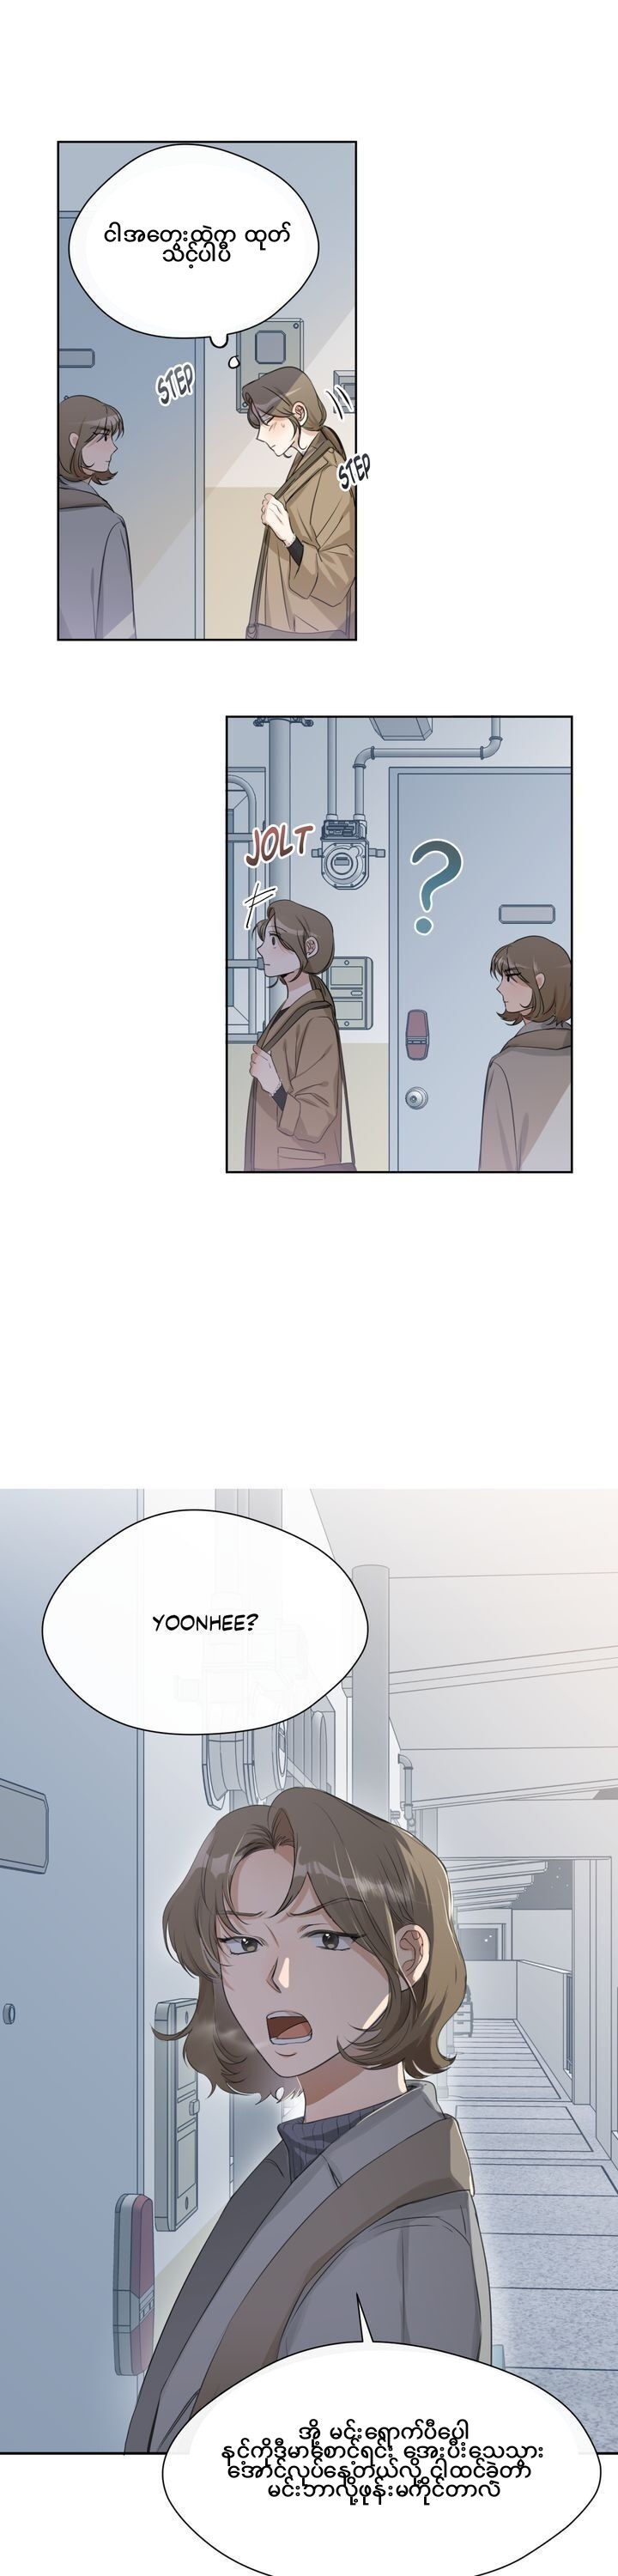 ငါအတွေးထဲက ထုတ်
သင့်ပါပီ
STEP
STEP
JOLT
?
YOONHEE?
အို့ မင်းရောက်ပီပေါ့
နင့်ကိုဒီမာစောင့်ရင်း အေးပီးသေသွား
အောင်လုပ်နေတယ်လို့ ငါထင်ခဲ့တာ
မင်းဘာလို့ဖုန်းမကိုင်တာလဲ